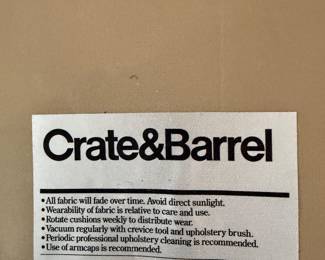 Crate&Barrel
• All fabric will fade over time. Avoid direct sunlight.
• Wearability of fabric is relative to care and use.
• Rotate cushions weekly to distribute wear.
• Vacuum regularly with crevice tool and upholstery brush.
• Periodic professional upholstery cleaning is recommended.
• Use of armcaps is recommended.